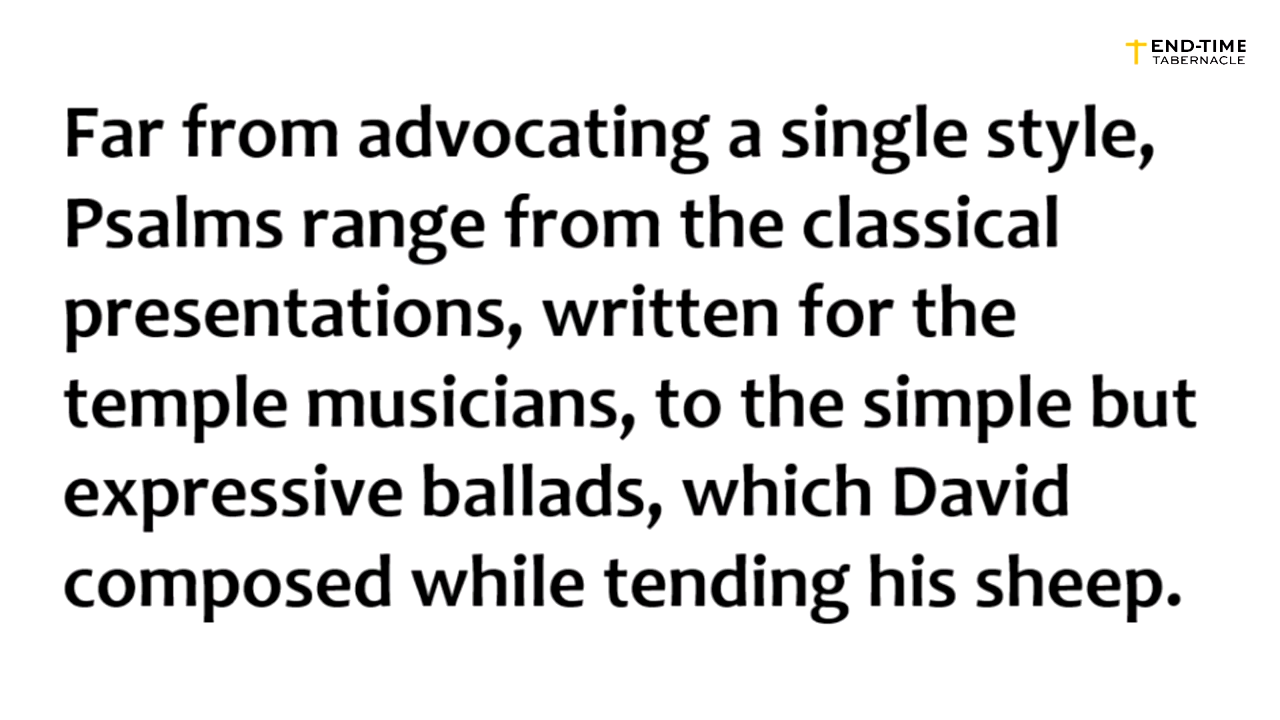 END-TIME
TABERNACLE
Far from advocating a single style,
Psalms range from the classical
presentations, written for the
temple musicians, to the simple but
expressive ballads, which David
composed while tending his sheep.